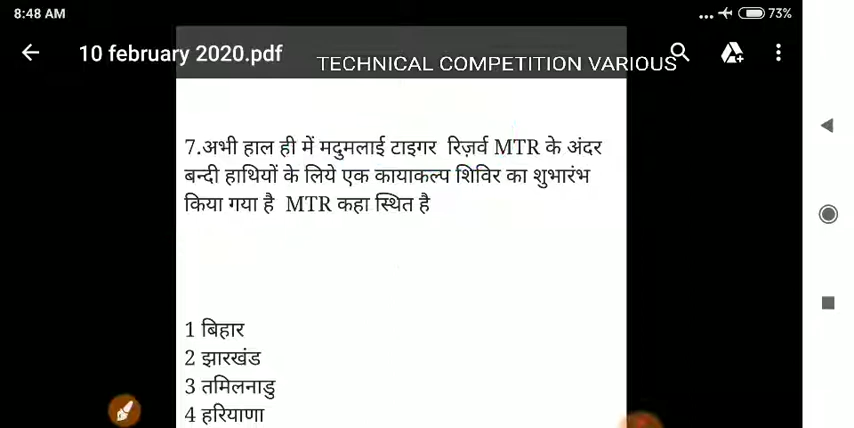 8:48 AM
73%
10 february 2020.pdf
TECHNICAL COMPETITION VARIOUS
7.अभी हाल ही में मदुमलाई टाइगर रिज़र्व MTR के अंदर
बन्दी हाथियों के लिये एक कायाकल्प शिविर का शुभारंभ
किया गया है MTR कहा स्थित है
1 बिहार
2 झारखंड
3 तमिलनाडु
4 हरियाणा